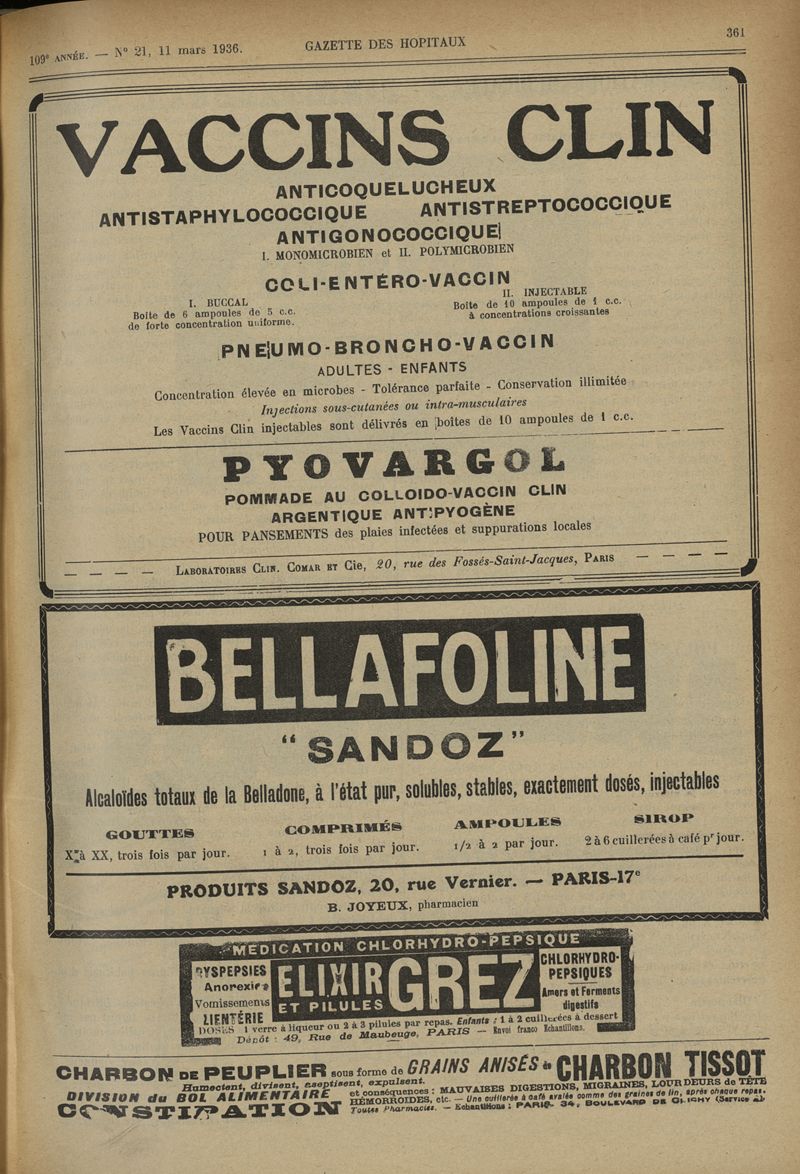 109e ANNÉE. — No 21, 11 mars 1936.
GAZETTE DES HOPITAUX
361
VACCINS CLIN
ANTICOQUELUCHEUX
ANTISTAPHYLOCOCCIQUE ANTISTREPTOCOCCIQUE
ANTIGONOCOCCIQUE
I. MONOMICROBIEN et II. POLYMICROBIEN
COLI-ENTÉRO-VACCIN
I. BUCCAL
Boîte de 6 ampoules de 5 c.c.
de forte concentration uniforme.
II. INJECTABLE
Boîte de 10 ampoules de 1 c.c.
à concentrations croissantes
PNEUMO-BRONCHO-VACCIN
ADULTES - ENFANTS
Concentration élevée en microbes - Tolérance parfaite - Conservation illimitée
Injections sous-cutanées ou intra-musculaires
Les Vaccins Clin injectables sont délivrés en boîtes de 10 ampoules de 1 c.c.
PYOVARGOL
POMMADE AU COLLOIDO-VACCIN CLIN
ARGENTIQUE ANTIPYOGÈNE
POUR PANSEMENTS des plaies infectées et suppurations locales
LABORATOIRES CLIN. COMAR ET Cie, 20, rue des Fossés-Saint-Jacques, PARIS
BELLAFOLINE
"SANDOZ"
Alcaloïdes totaux de la Belladone, à l'état pur, solubles, stables, exactement dosés, injectables
GOUTTES
X à XX, trois fois par jour.
COMPRIMÉS
1 à 2, trois fois par jour.
AMPOULES
1/2 à 2 par jour.
SIROP
2 à 6 cuillerées à café pr jour.
PRODUITS SANDOZ, 20, rue Vernier. — PARIS-17e
B. JOYEUX, pharmacien
MEDICATION CHLORHYDRO-PEPSIQUE
DYSPEPSIES
Anorexie
Vomissements
LIENTÉRIE
ELIXIR GREZ
ET PILULES
CHLORHYDRO-
PEPSIQUES
Amers et Ferments
digestifs
DOSES 1 verre à liqueur ou 2 à 3 pilules par repas. Enfants : 1 à 2 cuillerées à dessert
Dépôt : 49, Rue de Maubeuge, PARIS — Envoi franco Echantillons.
CHARBON DE PEUPLIER sous forme de GRAINS ANISÉS de CHARBON TISSOT
Humectent, divisent, aseptisent, expulsent.
DIVISION du BOL ALIMENTAIRE
CONSTIPATION
et conséquences : MAUVAISES DIGESTIONS, MIGRAINES, LOURDEURS de TÊTE
HÉMORROIDES, etc. — Une cuillerée à café avalée comme des graines de lin, après chaque repas.
Toutes Pharmacies. — Echantillons : PARIS, 34, BOULEVARD DE CLICHY (Service